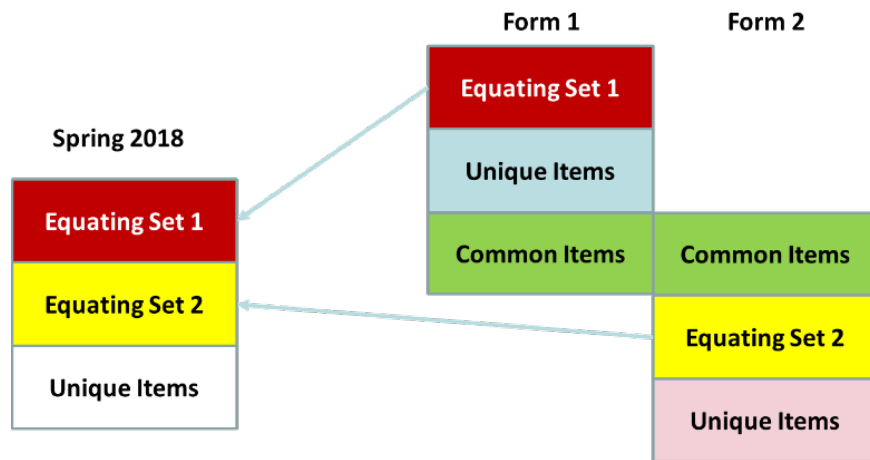 Form 1
Form 2
Equating Set 1
Spring 2018
Unique Items
Equating Set 1
Common Items
Common Items
Equating Set 2
Equating Set 2
Unique Items
Unique Items